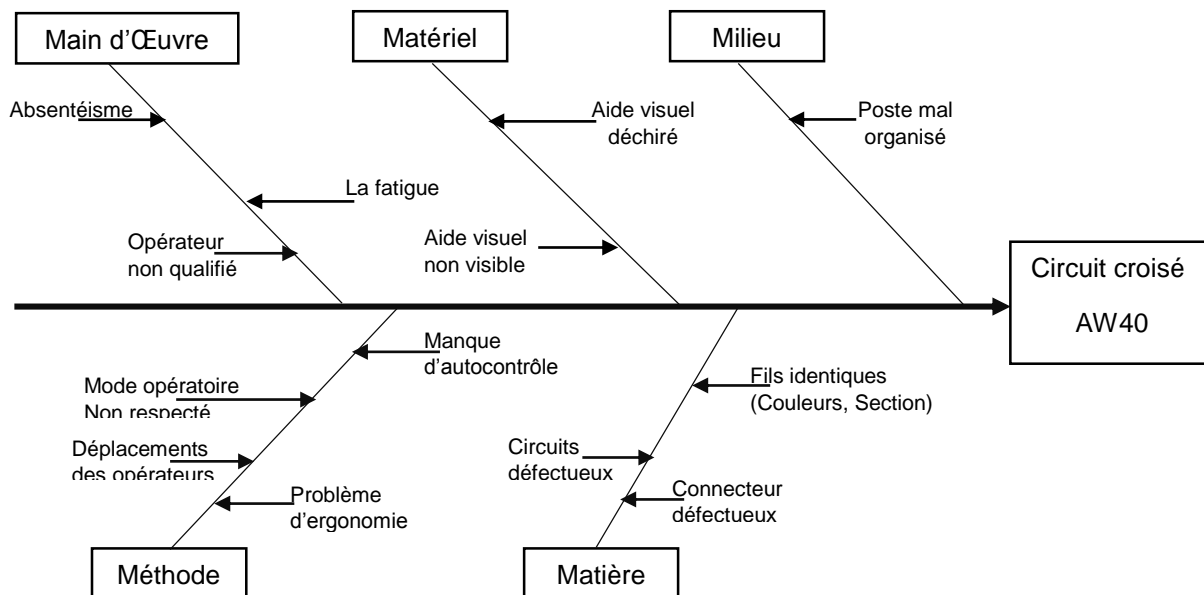 Main d'Œuvre
Matériel
Milieu
Absentéisme
Aide visuel
déchiré
Poste mal
organisé
La fatigue
Opérateur
non qualifié
Aide visuel
non visible
Circuit croisé
AW40
Manque
d'autocontrôle
Mode opératoire
Non respecté
Fils identiques
(Couleurs, Section)
Déplacements
des opérateurs
Circuits
défectueux
Problème
d'ergonomie
Connecteur
défectueux
Méthode
Matière